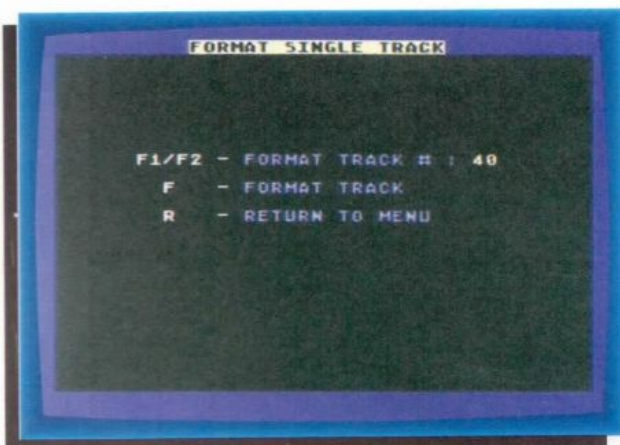 FORMAT SINGLE TRACK
F1/F2 - FORMAT TRACK # : 40
F - FORMAT TRACK
R - RETURN TO MENU